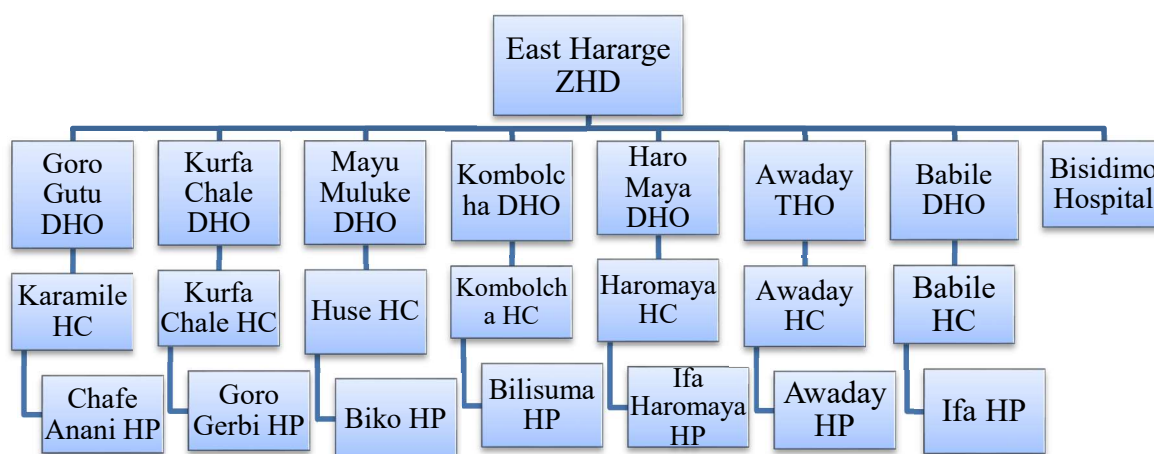 East Hararge
ZHD
Goro
Gutu
DHO
Kurfa
Chale
DHO
Mayu
Muluke
DHO
Kombolc
ha DHO
Haro
Maya
DHO
Awaday
THO
Babile
DHO
Bisidimo
Hospital
Karamile
HC
Kurfa
Chale HC
Huse HC
Kombolch
a HC
Haromaya
HC
Awaday
HC
Babile
HC
Chafe
Anani HP
Goro
Gerbi HP
Biko HP
Bilisuma
HP
Ifa
Haromaya
HP
Awaday
HP
Ifa HP